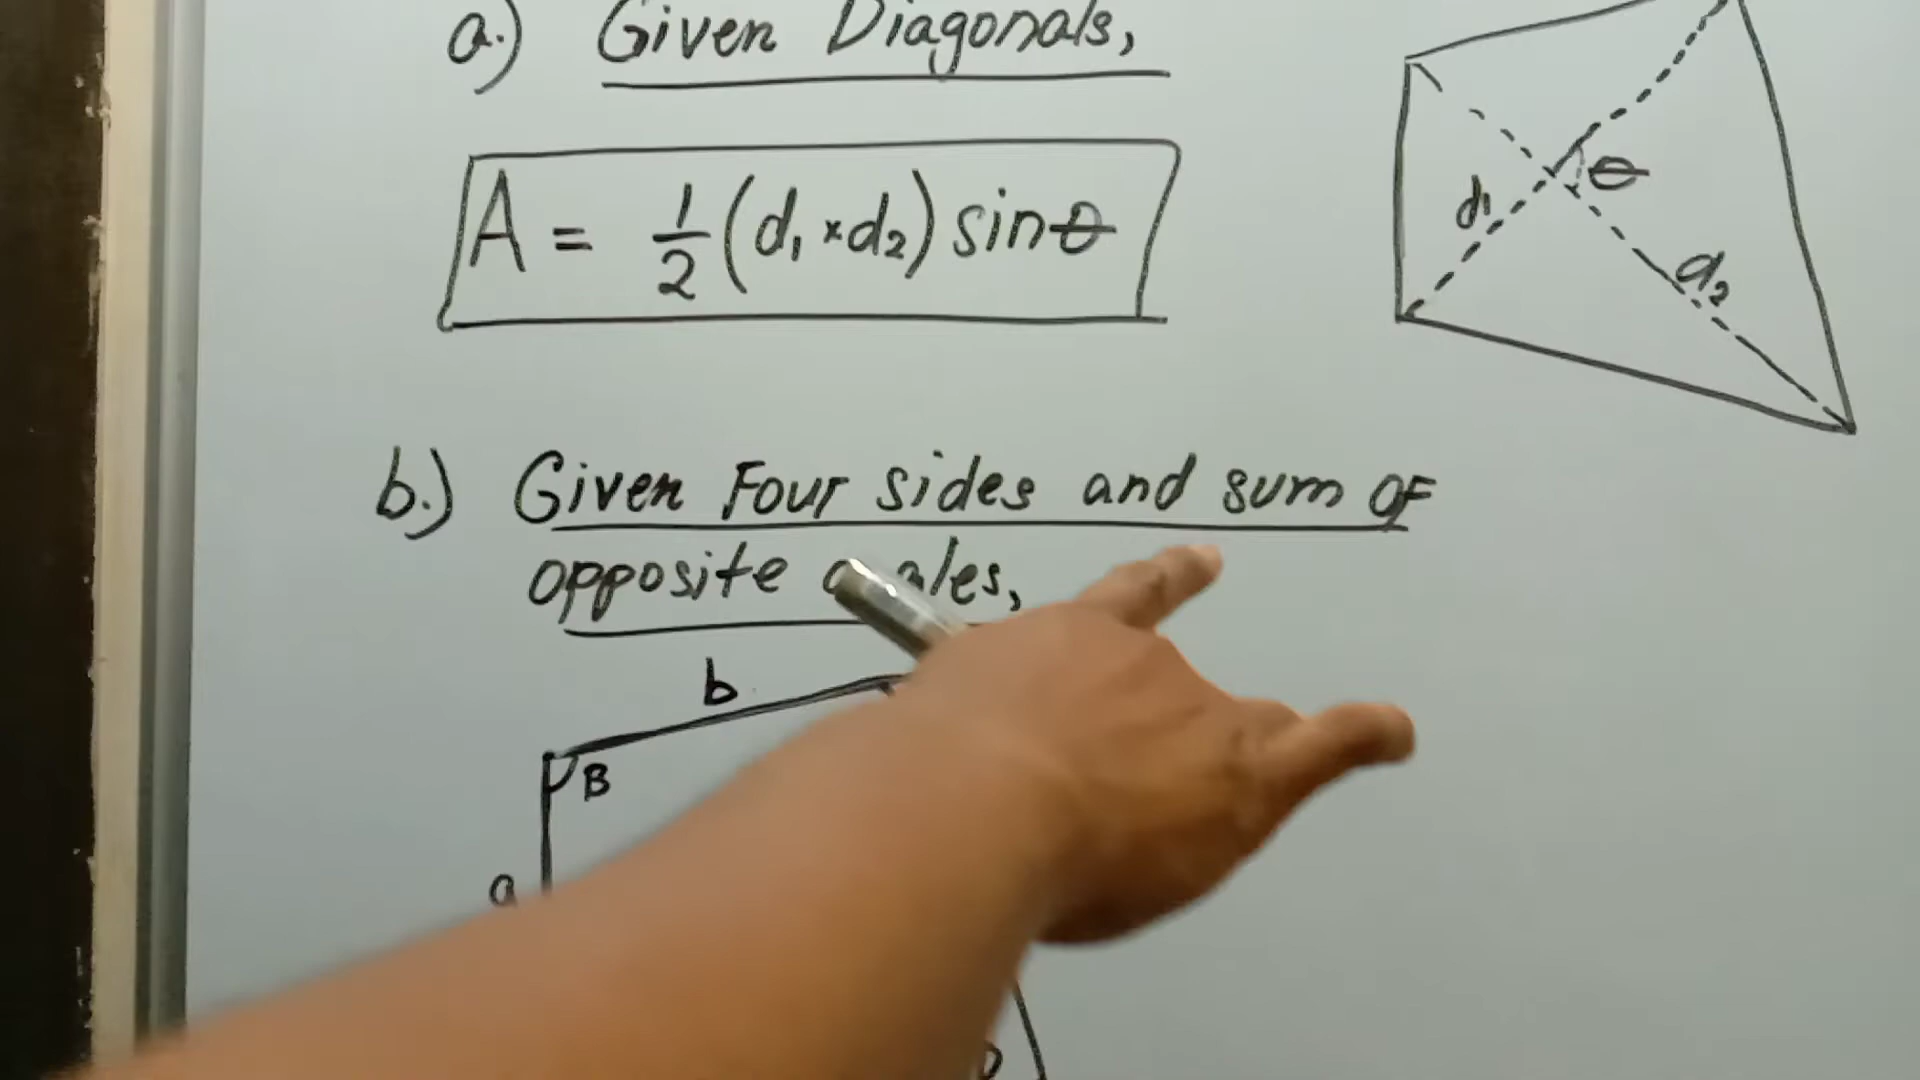 a.) Given Diagonals,
A = 1/2 (d₁ × d₂) sin θ
θ
d₁
d₂
b.) Given Four sides and sum of
opposite
b
B
a